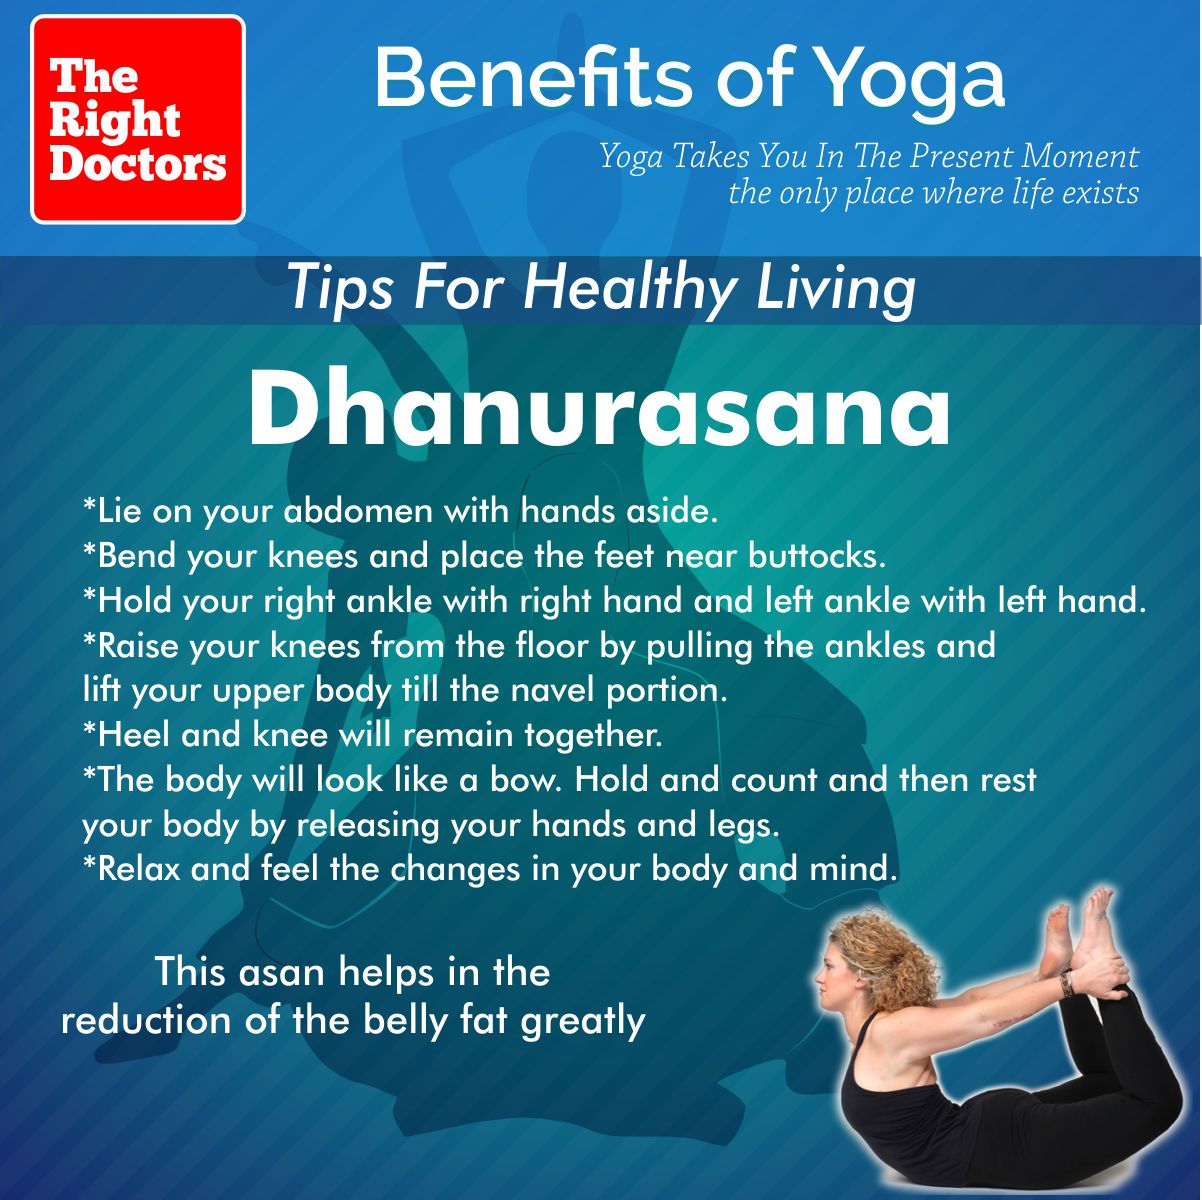 The
Right
Doctors
Benefits of Yoga
Yoga Takes You In The Present Moment
the only place where life exists
Tips For Healthy Living
Dhanurasana
*Lie on your abdomen with hands aside.
*Bend your knees and place the feet near buttocks.
*Hold your right ankle with right hand and left ankle with left hand.
*Raise your knees from the floor by pulling the ankles and
lift your upper body till the navel portion.
*Heel and knee will remain together.
*The body will look like a bow. Hold and count and then rest
your body by releasing your hands and legs.
*Relax and feel the changes in your body and mind.
This asan helps in the
reduction of the belly fat greatly